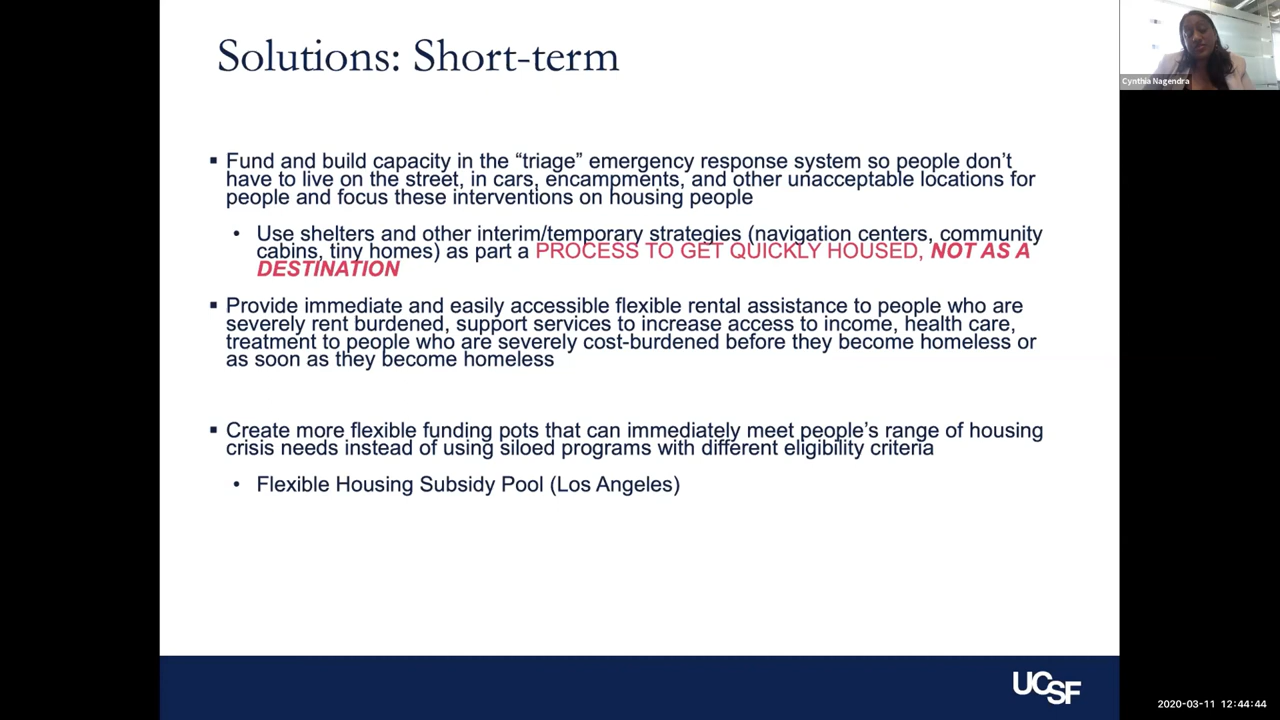 Solutions: Short-term
Cynthia Nagendra
▪ Fund and build capacity in the “triage” emergency response system so people don’t
have to live on the street, in cars, encampments, and other unacceptable locations for
people and focus these interventions on housing people
• Use shelters and other interim/temporary strategies (navigation centers, community
cabins, tiny homes) as part a PROCESS TO GET QUICKLY HOUSED, NOT AS A
DESTINATION
▪ Provide immediate and easily accessible flexible rental assistance to people who are
severely rent burdened, support services to increase access to income, health care,
treatment to people who are severely cost-burdened before they become homeless or
as soon as they become homeless
▪ Create more flexible funding pots that can immediately meet people’s range of housing
crisis needs instead of using siloed programs with different eligibility criteria
• Flexible Housing Subsidy Pool (Los Angeles)
UCSF
2020-03-11 12:44:44